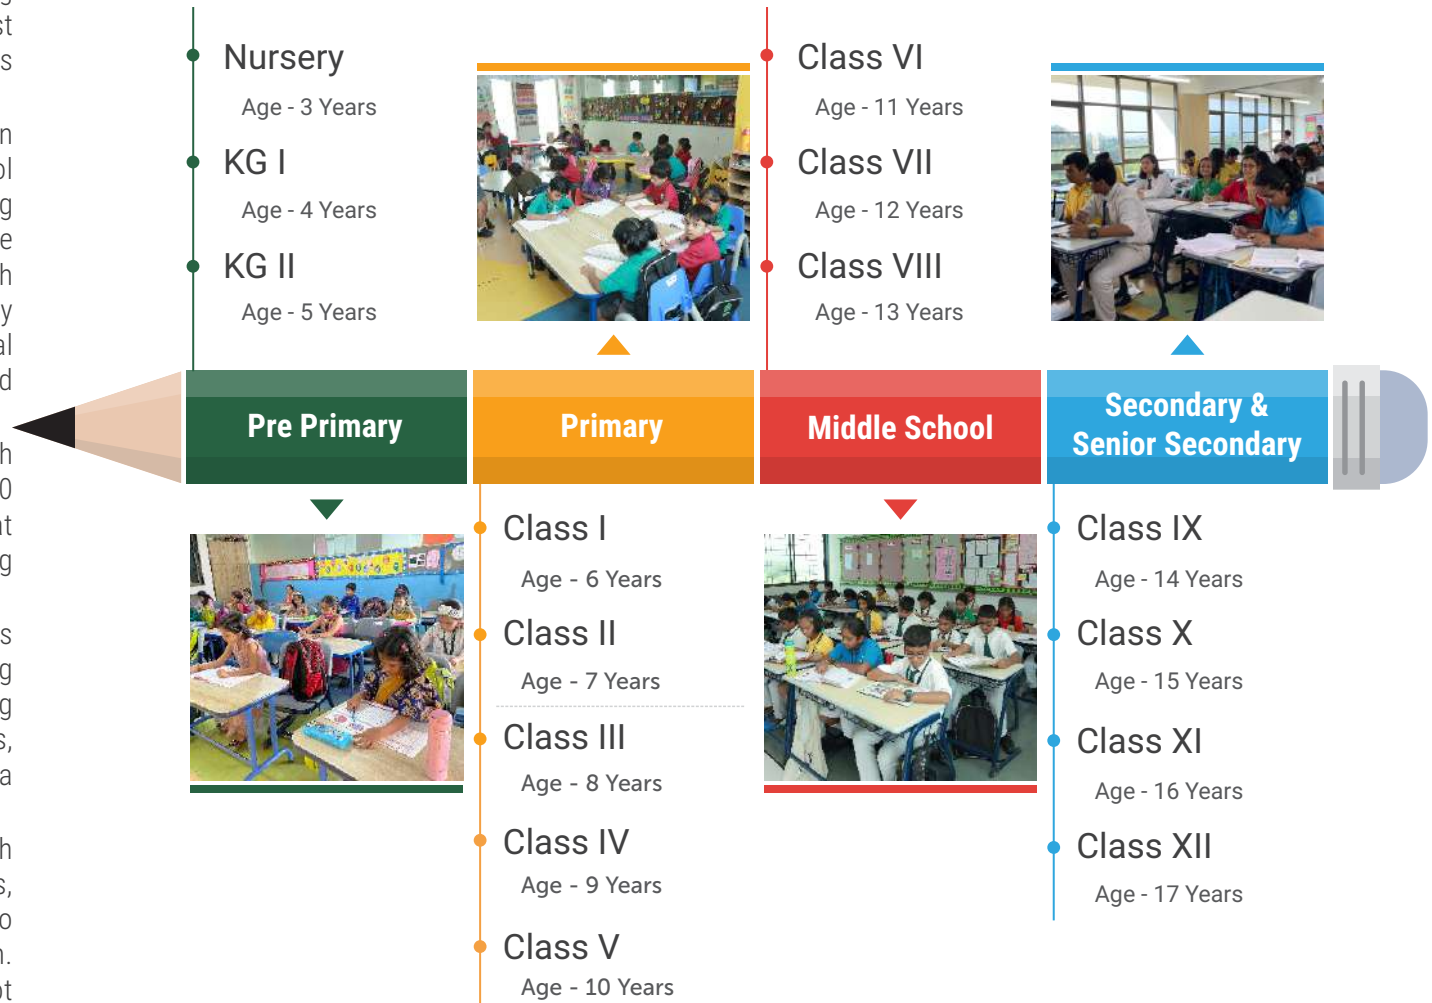 Nursery
Age - 3 Years
KG I
Age - 4 Years
KG II
Age - 5 Years
Class VI
Age - 11 Years
Class VII
Age - 12 Years
Class VIII
Age - 13 Years
Pre Primary
Primary
Middle School
Secondary &
Senior Secondary
Class I
Age - 6 Years
Class II
Age - 7 Years
Class III
Age - 8 Years
Class IV
Age - 9 Years
Class V
Age - 10 Years
Class IX
Age - 14 Years
Class X
Age - 15 Years
Class XI
Age - 16 Years
Class XII
Age - 17 Years